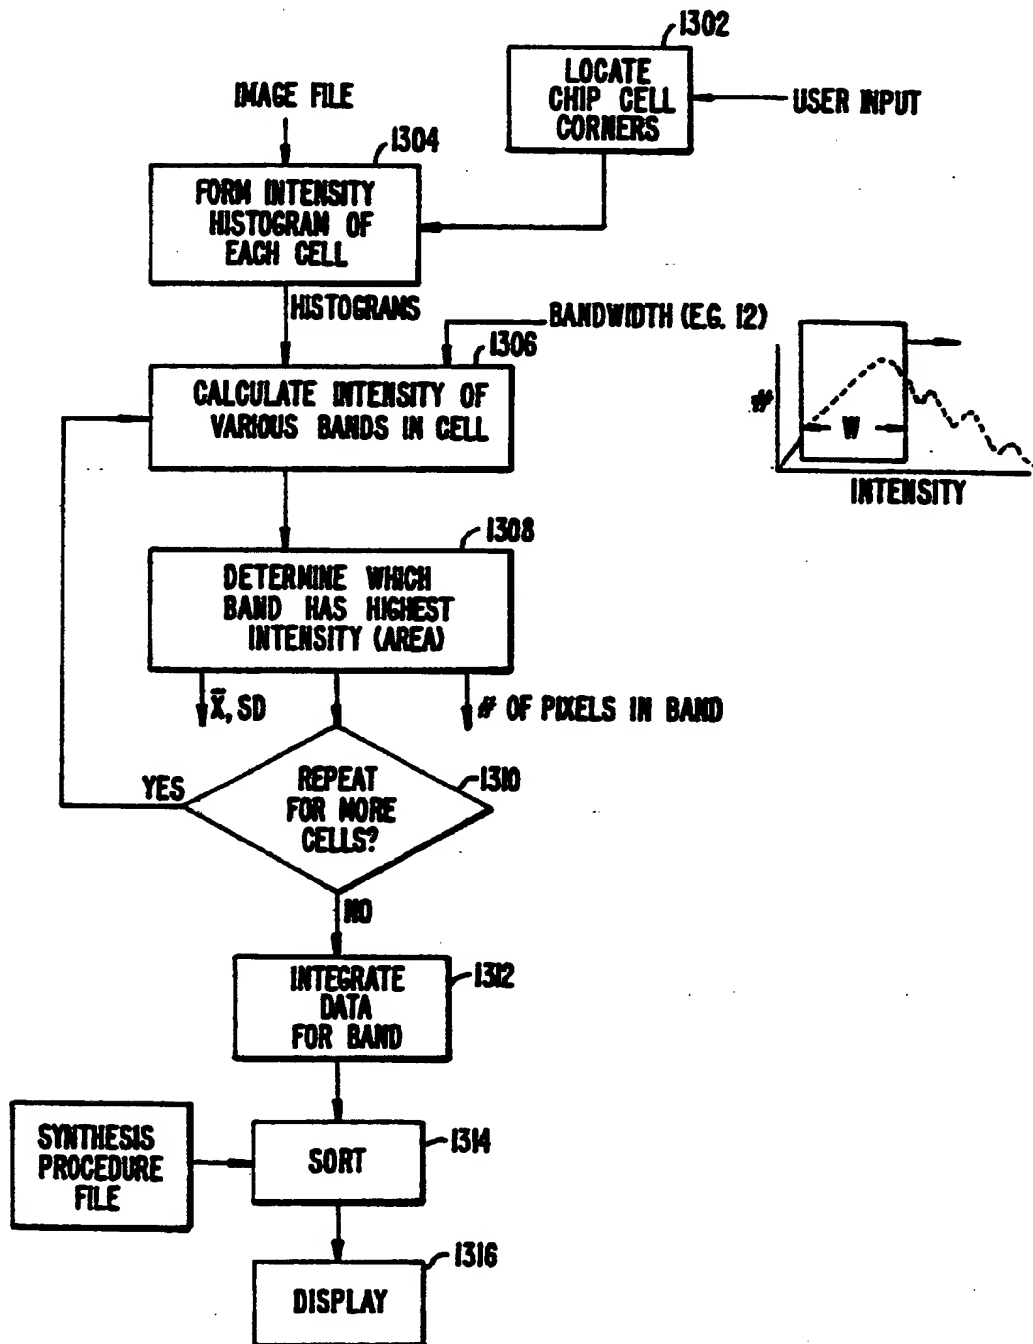 1302
LOCATE
CHIP CELL
CORNERS
USER INPUT
IMAGE FILE
1304
FORM INTENSITY
HISTOGRAM OF
EACH CELL
HISTOGRANS
BANDWIDTH (E.G. 12)
1306
CALCULATE INTENSITY OF
VARIOUS BANDS IN CELL
#
W
INTENSITY
1308
DETERMINE WHICH
BAND HAS HIGHEST
INTENSITY (AREA)
X̄, SD
# OF PIXELS IN BAND
YES
REPEAT
FOR MORE
CELLS?
1310
NO
INTEGRATE
DATA
FOR BAND
1312
SYNTHESIS
PROCEDURE
FILE
SORT
1314
1316
DISPLAY